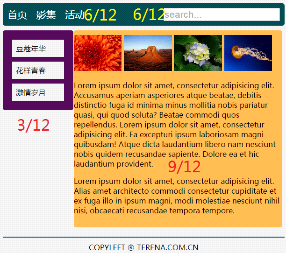 首页 影集 活动 6/12 6/12 search...
豆蔻年华
花样青春
激情岁月
3/12
Lorem ipsum dolor sit amet, consectetur adipisicing elit.
Accusamus aperiam asperiores atque beatae, debitis
distinctio fuga id minima minus mollitia nobis pariatur
quasi, qui quod soluta? Beatae commodi quos
repellendus. Lorem ipsum dolor sit amet, consectetur
adipisicing elit. Ea excepturi ipsum laboriosam magni
quibusdam! Atque dicta laudantium libero nam nesciunt
nobis quidem recusandae sapiente. Dolore ea et hic
laudantium provident. 9/12
Lorem ipsum dolor sit amet, consectetur adipisicing elit.
Alias amet architecto commodi consectetur cupiditate et
ex fuga illo in ipsum magni, modi molestiae nesciunt nihil
nisi, obcaecati recusandae tempora tempore.
COPYLEFT @ TERENA.COM.CN